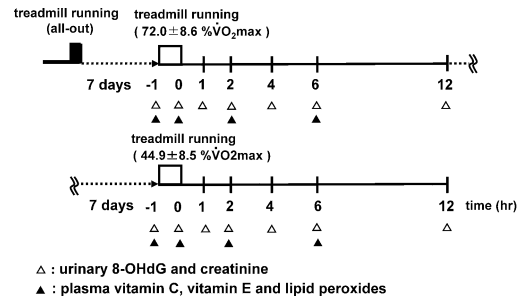 treadmill running
(all-out)
treadmill running
( 72.0±8.6 %V̇O₂max )
7 days -1 0 1 2 4 6 12
△ △ △ △ △ △ △
▲ ▲ ▲ ▲
treadmill running
( 44.9±8.5 %V̇O2max )
7 days -1 0 1 2 4 6 12 time (hr)
△ △ △ △ △ △ △
▲ ▲ ▲ ▲
△ : urinary 8-OHdG and creatinine
▲ : plasma vitamin C, vitamin E and lipid peroxides